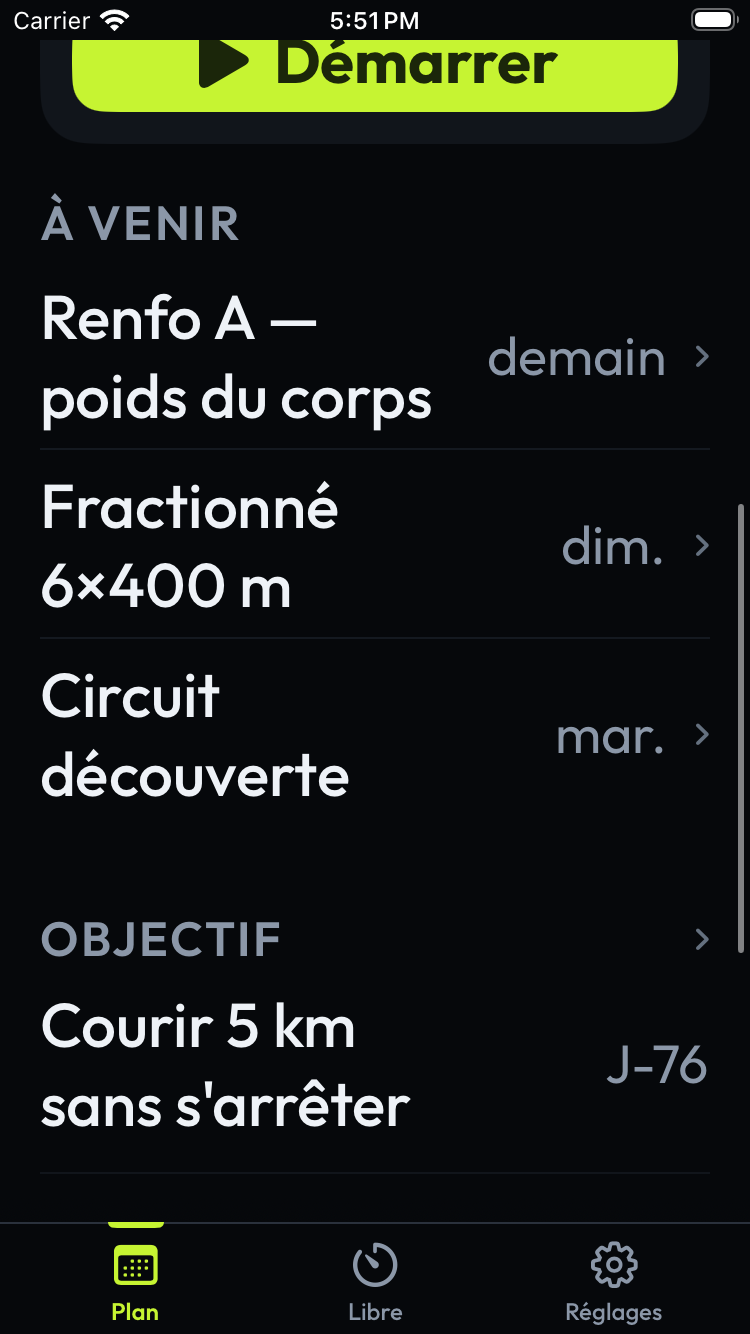 Carrier
5:51 PM
Démarrer
À VENIR
Renfo A —
poids du corps
demain
Fractionné
6×400 m
dim.
Circuit
découverte
mar.
OBJECTIF
Courir 5 km
sans s'arrêter
J-76
Plan
Libre
Réglages